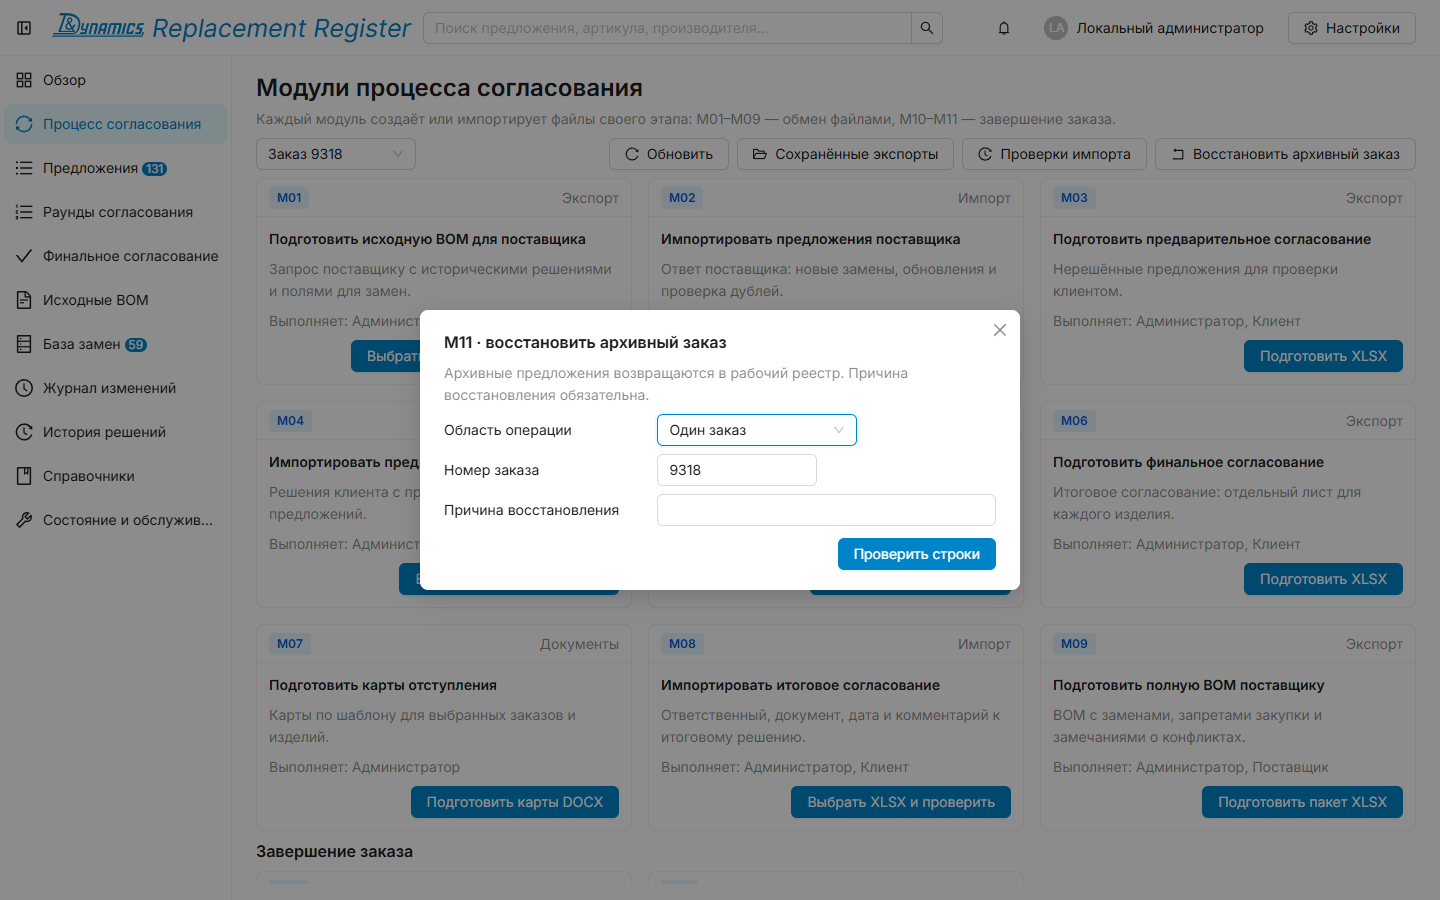 Dynamics Replacement Register
Поиск предложения, артикула, производителя...
LA Локальный администратор
Настройки
Обзор
Процесс согласования
Предложения 131
Раунды согласования
Финальное согласование
Исходные BOM
База замен 59
Журнал изменений
История решений
Справочники
Состояние и обслужив...
Модули процесса согласования
Каждый модуль создаёт или импортирует файлы своего этапа: M01–M09 — обмен файлами, M10–M11 — завершение заказа.
Заказ 9318
Обновить
Сохранённые экспорты
Проверки импорта
Восстановить архивный заказ
M01 Экспорт
Подготовить исходную BOM для поставщика
Запрос поставщику с историческими решениями
и полями для замен.
Выполняет: Админист
Выбрат
M02 Импорт
Импортировать предложения поставщика
Ответ поставщика: новые замены, обновления и
проверка дублей.
M03 Экспорт
Подготовить предварительное согласование
Нерешённые предложения для проверки
клиентом.
Выполняет: Администратор, Клиент
Подготовить XLSX
M11 · восстановить архивный заказ
Архивные предложения возвращаются в рабочий реестр. Причина
восстановления обязательна.
Область операции
Один заказ
Номер заказа
9318
Причина восстановления
Проверить строки
M04
Импортировать пред
Решения клиента с пр
предложений.
Выполняет: Админист
M06 Экспорт
Подготовить финальное согласование
Итоговое согласование: отдельный лист для
каждого изделия.
Выполняет: Администратор, Клиент
Подготовить XLSX
M07 Документы
Подготовить карты отступления
Карты по шаблону для выбранных заказов и
изделий.
Выполняет: Администратор
Подготовить карты DOCX
M08 Импорт
Импортировать итоговое согласование
Ответственный, документ, дата и комментарий к
итоговому решению.
Выполняет: Администратор, Клиент
Выбрать XLSX и проверить
M09 Экспорт
Подготовить полную BOM поставщику
BOM с заменами, запретами закупки и
замечаниями о конфликтах.
Выполняет: Администратор, Поставщик
Подготовить пакет XLSX
Завершение заказа